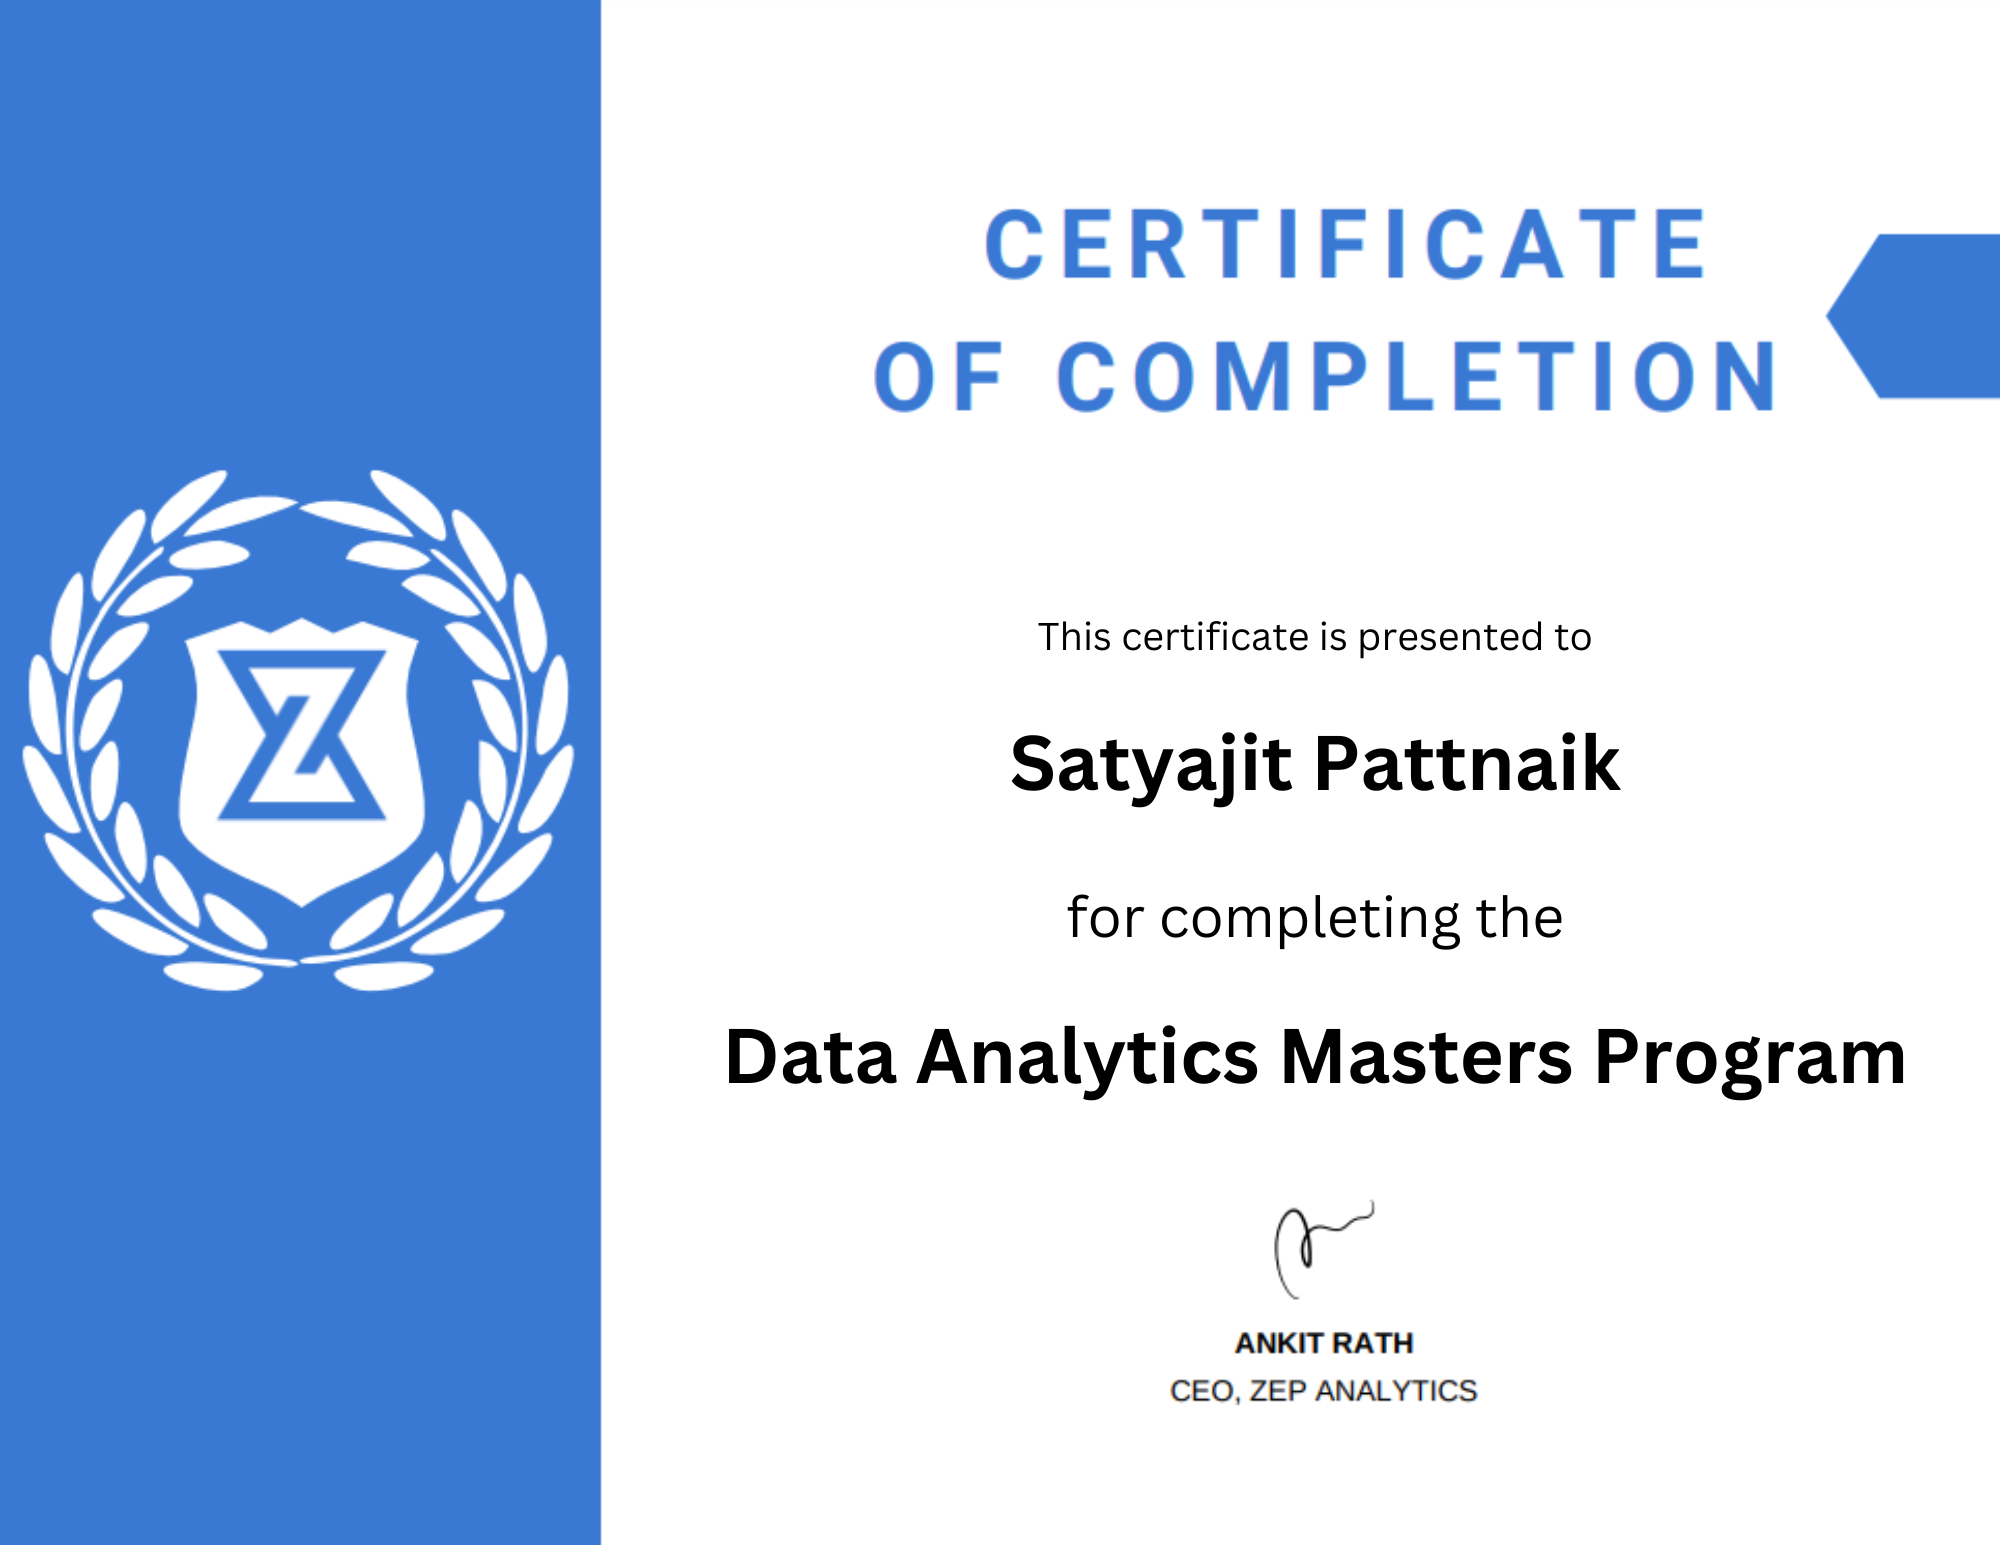 CERTIFICATE
OF COMPLETION
This certificate is presented to
Satyajit Pattnaik
for completing the
Data Analytics Masters Program
ANKIT RATH
CEO, ZEP ANALYTICS